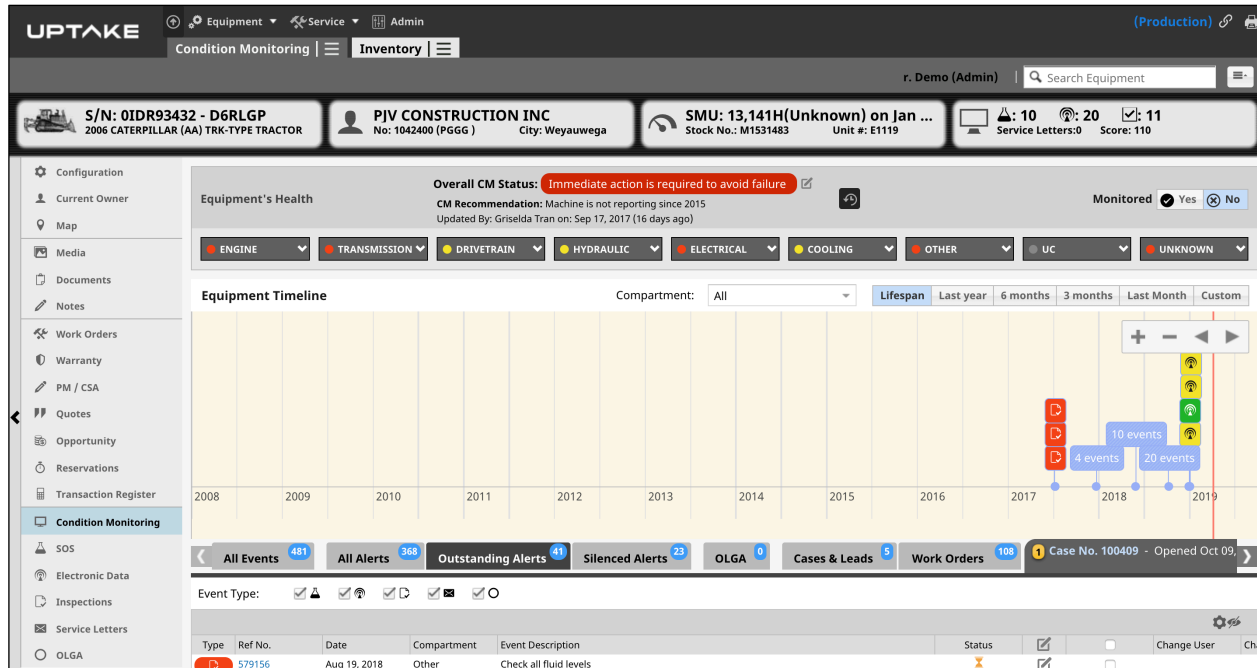 UPTAKE
Equipment Service Admin (Production)
Condition Monitoring Inventory
r. Demo (Admin) Search Equipment
S/N: 0IDR93432 - D6RLGP
2006 CATERPILLAR (AA) TRK-TYPE TRACTOR
PJV CONSTRUCTION INC
No: 1042400 (PGGG ) City: Weyauwega
SMU: 13,141H(Unknown) on Jan ...
Stock No.: M1531483 Unit #: E1119
: 10 : 20 : 11
Service Letters:0 Score: 110
Configuration
Current Owner
Map
Media
Documents
Notes
Work Orders
Warranty
PM / CSA
Quotes
Opportunity
Reservations
Transaction Register
Condition Monitoring
SOS
Electronic Data
Inspections
Service Letters
OLGA
Equipment's Health
Overall CM Status: Immediate action is required to avoid failure
CM Recommendation: Machine is not reporting since 2015
Updated By: Griselda Tran on: Sep 17, 2017 (16 days ago)
Monitored Yes No
ENGINE TRANSMISSION DRIVETRAIN HYDRAULIC ELECTRICAL COOLING OTHER UC UNKNOWN
Equipment Timeline Compartment: All Lifespan Last year 6 months 3 months Last Month Custom
10 events
4 events 20 events
2008 2009 2010 2011 2012 2013 2014 2015 2016 2017 2018 2019
All Events 481 All Alerts 368 Outstanding Alerts 41 Silenced Alerts 23 OLGA 0 Cases & Leads 5 Work Orders 108 1 Case No. 100409 - Opened Oct 09,
Event Type:
Type Ref No. Date Compartment Event Description Status Change User Ch
579156 Aug 19, 2018 Other Check all fluid levels